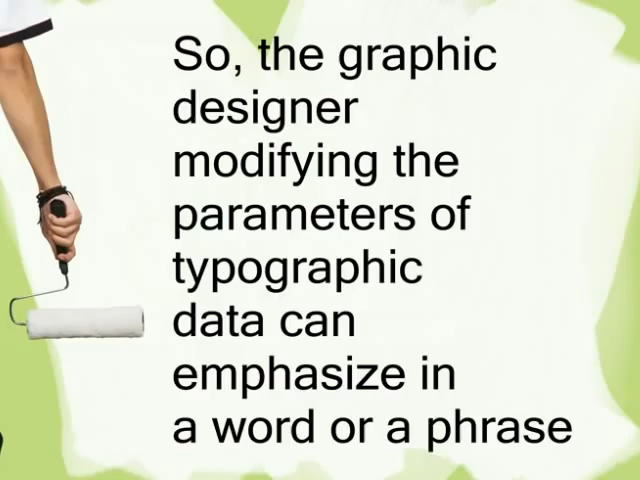 So, the graphic
designer
modifying the
parameters of
typographic
data can
emphasize in
a word or a phrase